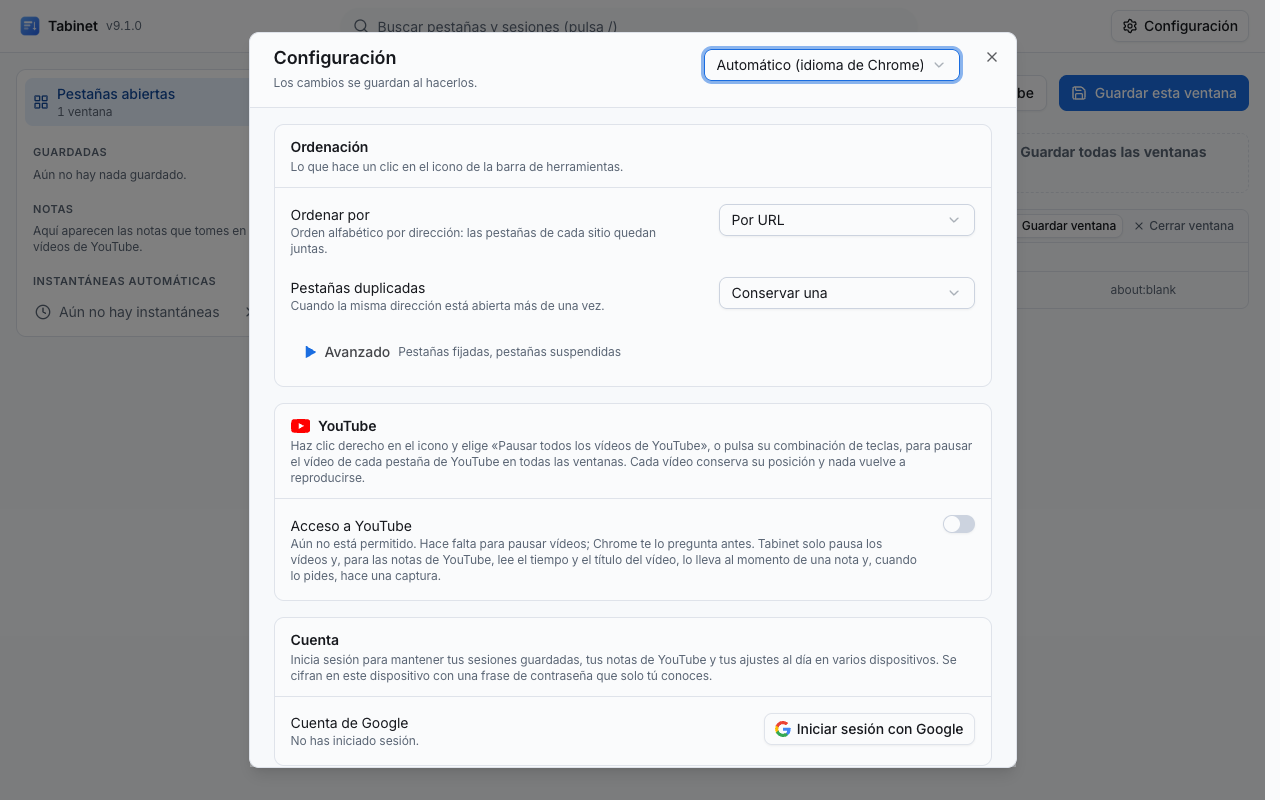 Tabinet v9.1.0
Buscar pestañas y sesiones (pulsa /)
Configuración
Pestañas abiertas
1 ventana
GUARDADAS
Aún no hay nada guardado.
NOTAS
Aquí aparecen las notas que tomes en
vídeos de YouTube.
INSTANTÁNEAS AUTOMÁTICAS
Aún no hay instantáneas
Configuración
Los cambios se guardan al hacerlos.
Automático (idioma de Chrome)
Ordenación
Lo que hace un clic en el icono de la barra de herramientas.
Ordenar por
Orden alfabético por dirección: las pestañas de cada sitio quedan
juntas.
Por URL
Pestañas duplicadas
Cuando la misma dirección está abierta más de una vez.
Conservar una
Avanzado Pestañas fijadas, pestañas suspendidas
YouTube
Haz clic derecho en el icono y elige «Pausar todos los vídeos de YouTube», o pulsa su combinación de teclas, para pausar
el vídeo de cada pestaña de YouTube en todas las ventanas. Cada vídeo conserva su posición y nada vuelve a
reproducirse.
Acceso a YouTube
Aún no está permitido. Hace falta para pausar vídeos; Chrome te lo pregunta antes. Tabinet solo pausa los
vídeos y, para las notas de YouTube, lee el tiempo y el título del vídeo, lo lleva al momento de una nota y, cuando
lo pides, hace una captura.
Cuenta
Inicia sesión para mantener tus sesiones guardadas, tus notas de YouTube y tus ajustes al día en varios dispositivos. Se
cifran en este dispositivo con una frase de contraseña que solo tú conoces.
Cuenta de Google
No has iniciado sesión.
Iniciar sesión con Google
be
Guardar esta ventana
Guardar todas las ventanas
Guardar ventana
Cerrar ventana
about:blank